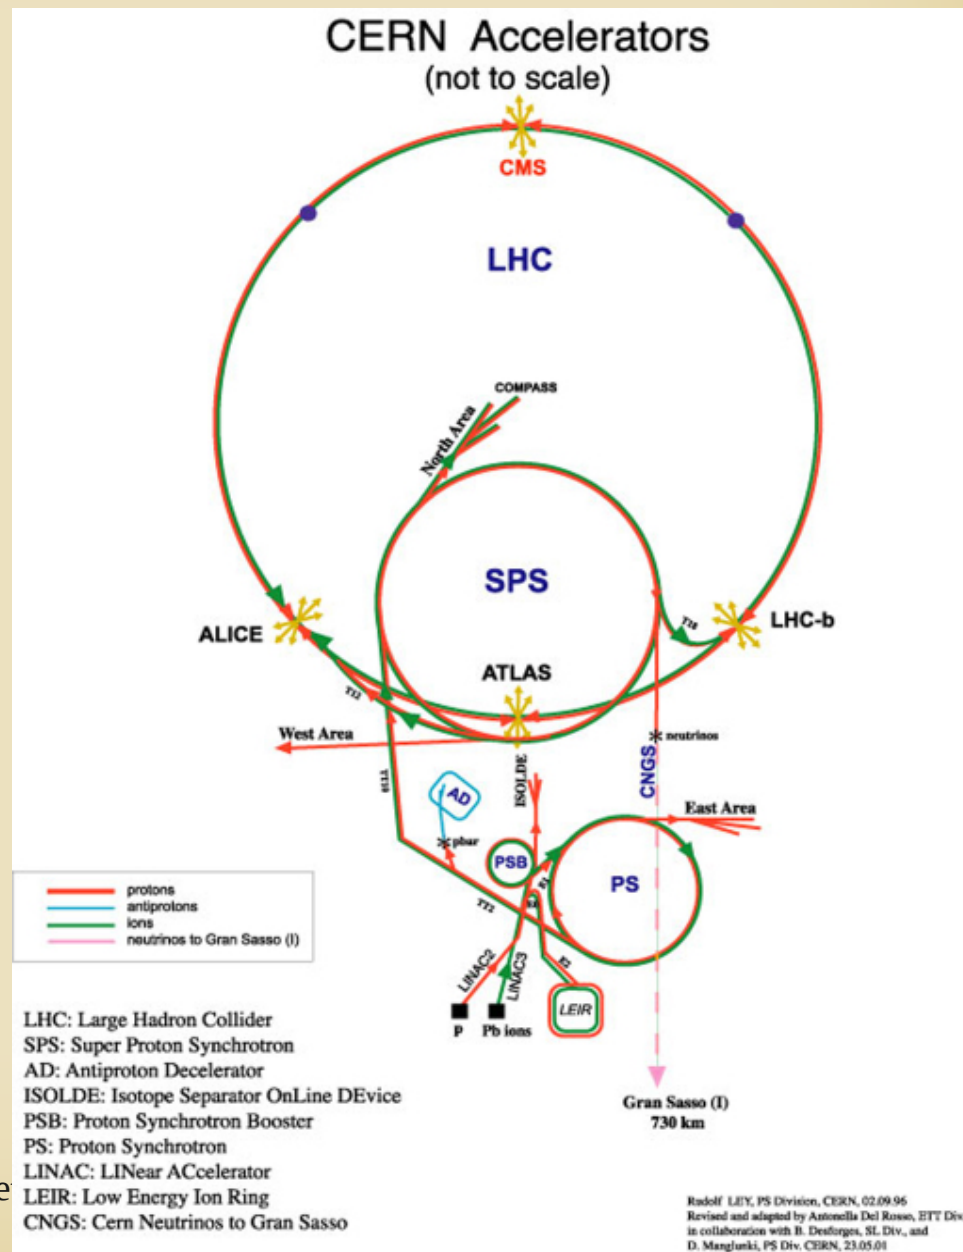 CERN Accelerators
(not to scale)
CMS
LHC
COMPASS
North Area
SPS
ALICE
LHC-b
TI8
ATLAS
TI2
West Area
neutrinos
CNGS
TT10
ISOLDE
East Area
AD
pbar
PSB
PS
E1
TT2
E2
protons
antiprotons
ions
neutrinos to Gran Sasso (I)
LINAC2
LINAC3
LEIR
p
Pb ions
LHC: Large Hadron Collider
SPS: Super Proton Synchrotron
AD: Antiproton Decelerator
ISOLDE: Isotope Separator OnLine DEvice
PSB: Proton Synchrotron Booster
PS: Proton Synchrotron
LINAC: LINear ACcelerator
LEIR: Low Energy Ion Ring
CNGS: Cern Neutrinos to Gran Sasso
Gran Sasso (I)
730 km
Rudolf LEY, PS Division, CERN, 02.09.96
Revised and adapted by Antonella Del Rosso, ETT Div.
in collaboration with B. Desforges, SL Div., and
D. Manglunki, PS Div. CERN, 23.05.01